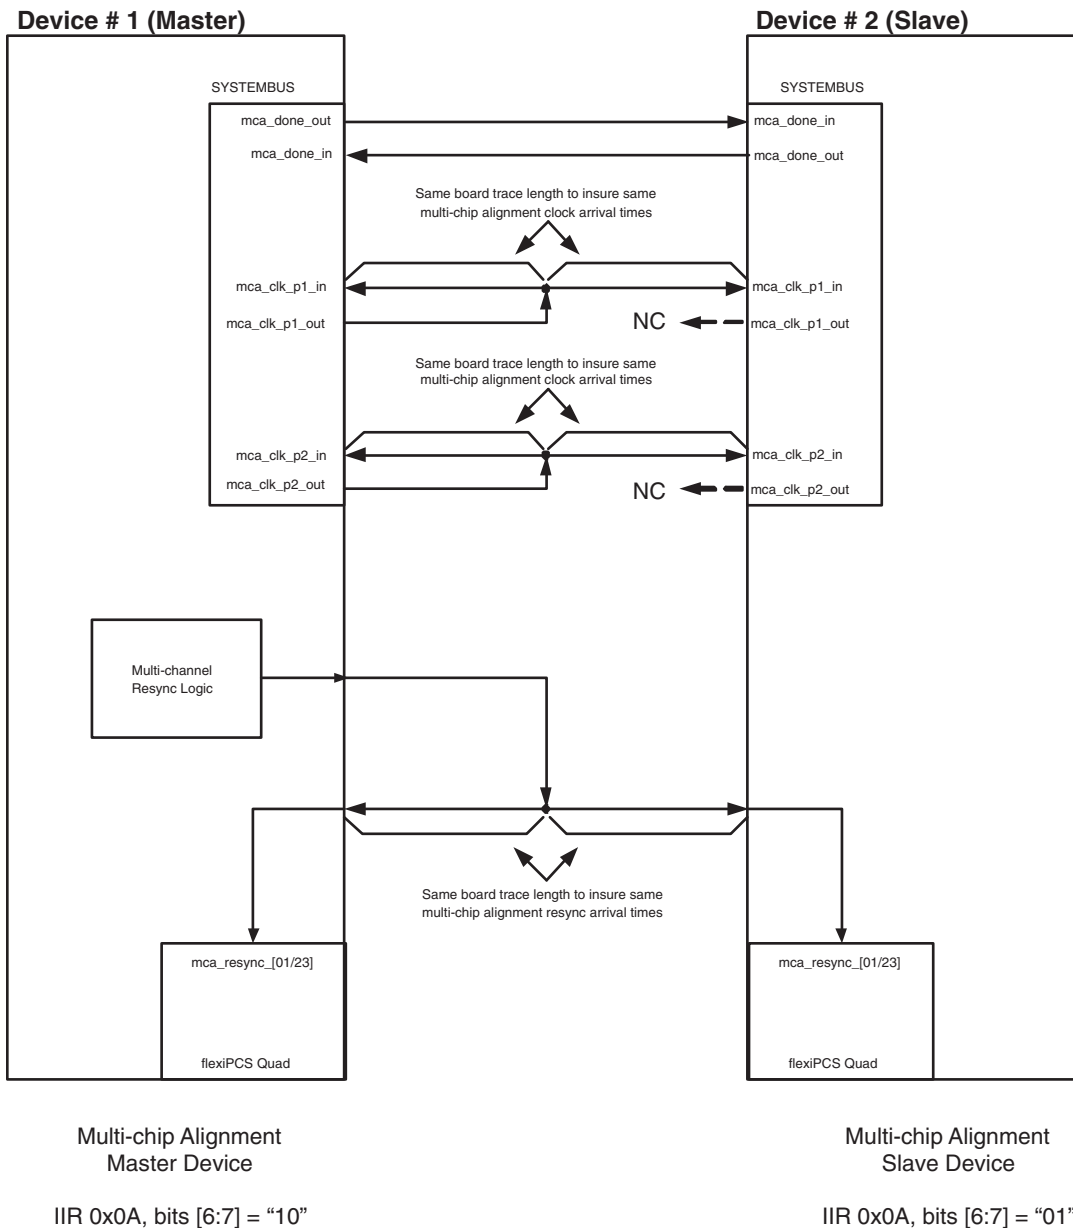 Device # 1 (Master)
Device # 2 (Slave)
SYSTEMBUS
SYSTEMBUS
mca_done_out
mca_done_in
mca_done_in
mca_done_out
Same board trace length to insure same
multi-chip alignment clock arrival times
mca_clk_p1_in
mca_clk_p1_in
mca_clk_p1_out
NC
mca_clk_p1_out
Same board trace length to insure same
multi-chip alignment clock arrival times
mca_clk_p2_in
mca_clk_p2_in
mca_clk_p2_out
NC
mca_clk_p2_out
Multi-channel
Resync Logic
Same board trace length to insure same
multi-chip alignment resync arrival times
mca_resync_[01/23]
mca_resync_[01/23]
flexiPCS Quad
flexiPCS Quad
Multi-chip Alignment
Master Device
Multi-chip Alignment
Slave Device
IIR 0x0A, bits [6:7] = “10”
IIR 0x0A, bits [6:7] = “01”